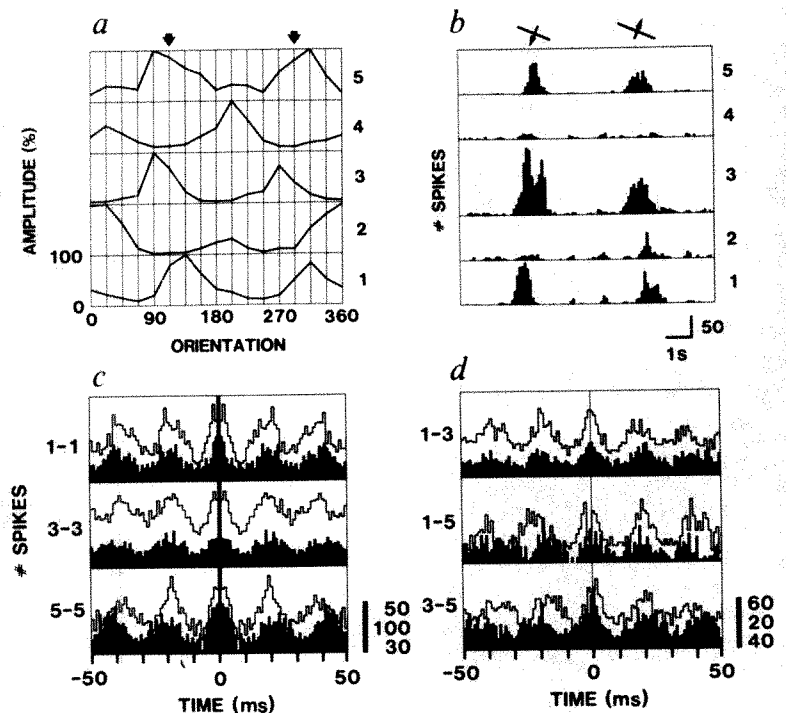 a
5
4
3
2
1
AMPLITUDE (%)
100
0
0 90 180 270 360
ORIENTATION
b
5
4
3
2
1
# SPIKES
50
1s
c
1-1
3-3
5-5
# SPIKES
50
100
30
-50 0 50
TIME (ms)
d
1-3
1-5
3-5
60
20
40
-50 0 50
TIME (ms)